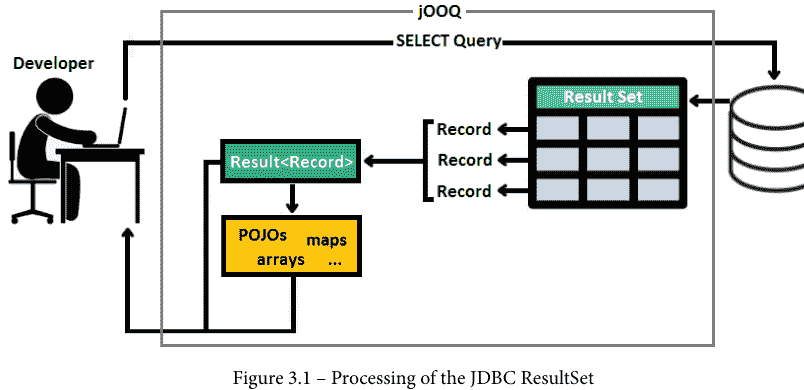 jOOQ
SELECT Query
Developer
Result Set
Record
Record
Record
Result<Record>
POJOs maps
arrays ...
Figure 3.1 – Processing of the JDBC ResultSet